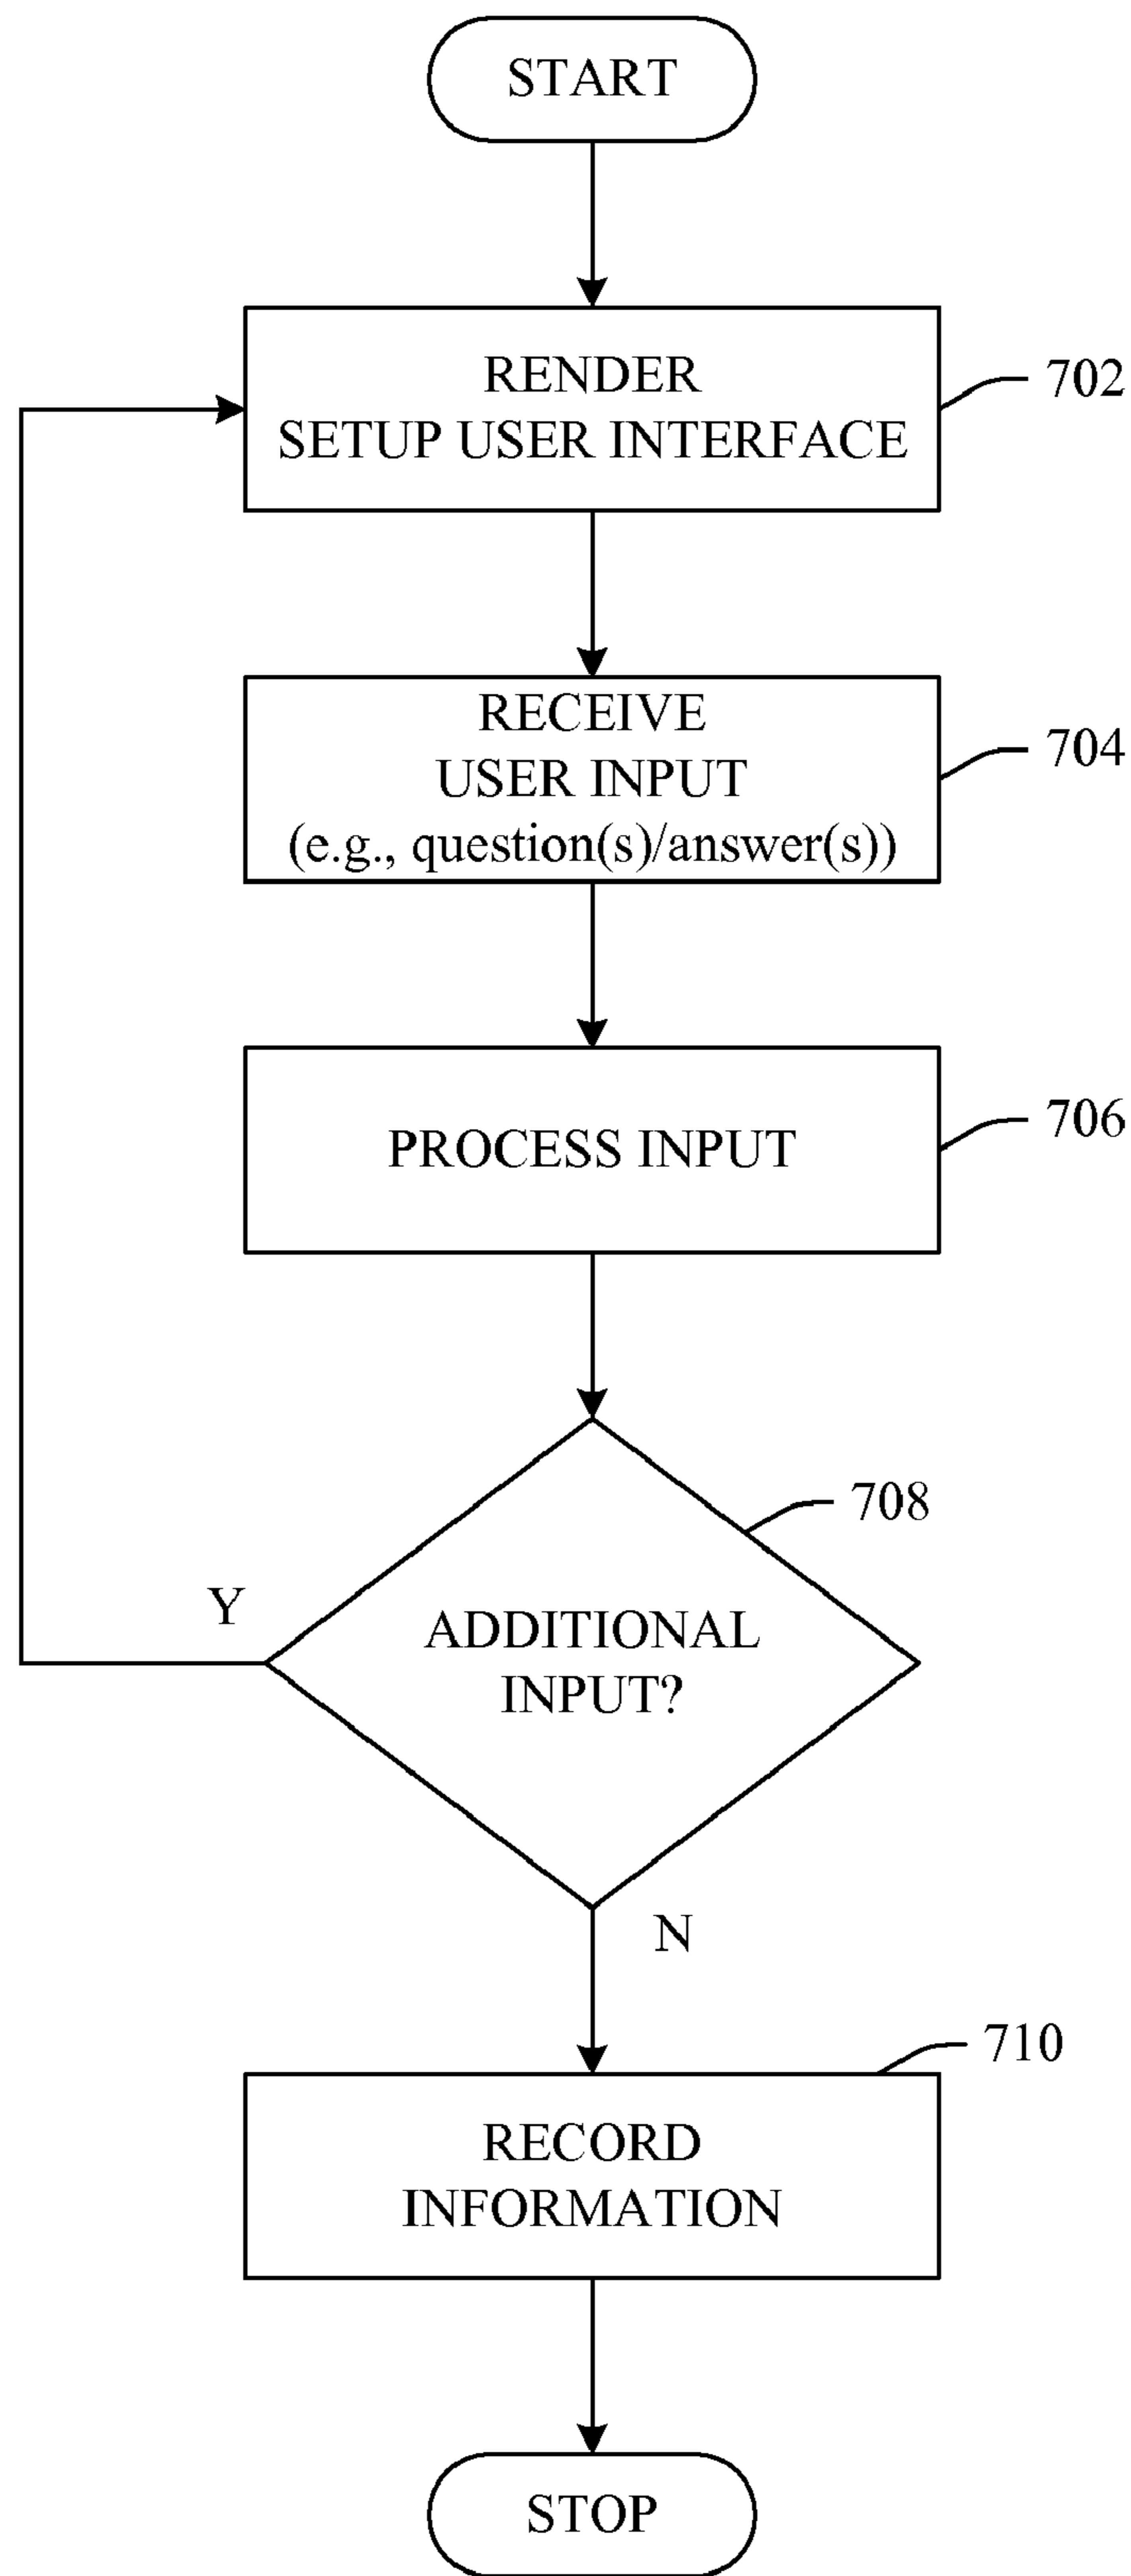 START
RENDER
SETUP USER INTERFACE
702
RECEIVE
USER INPUT
(e.g., question(s)/answer(s))
704
PROCESS INPUT
706
708
Y
ADDITIONAL
INPUT?
N
710
RECORD
INFORMATION
STOP